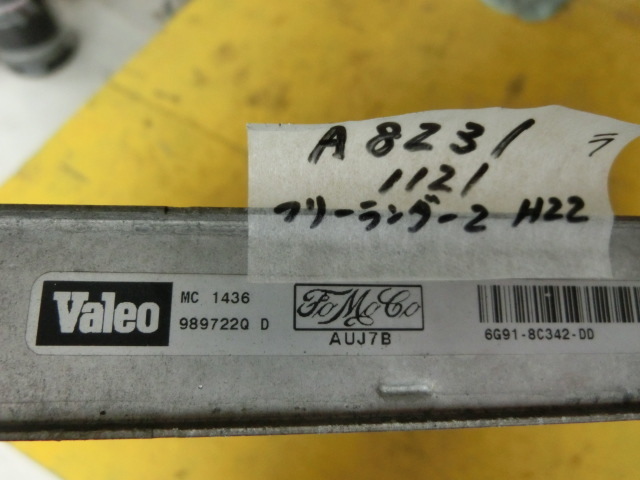 A8231
ラ
1121
フリーランダー2 H22
Valeo
MC 1436
989722Q D
FoMoCo
AUJ7B
6G91-8C342-DD